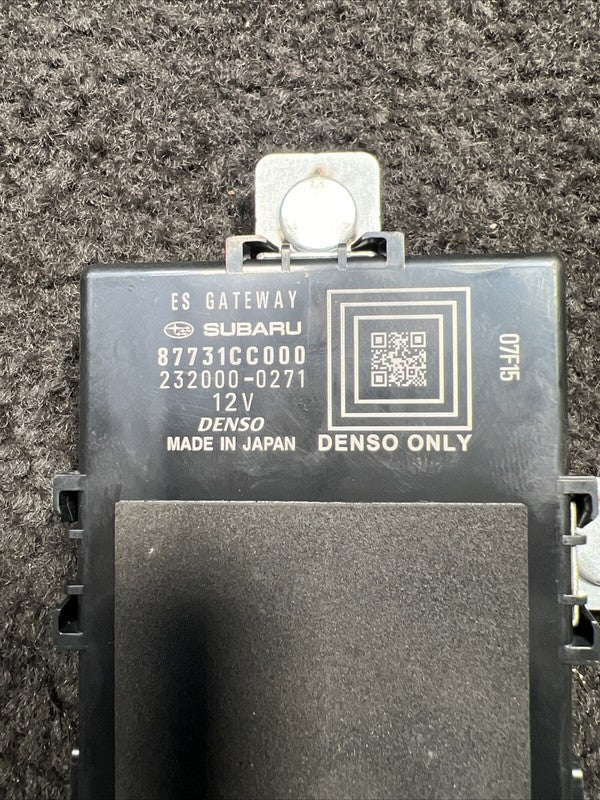 ES GATEWAY
SUBARU
87731CC000
232000-0271
12V
DENSO
MADE IN JAPAN
DENSO ONLY
07F15